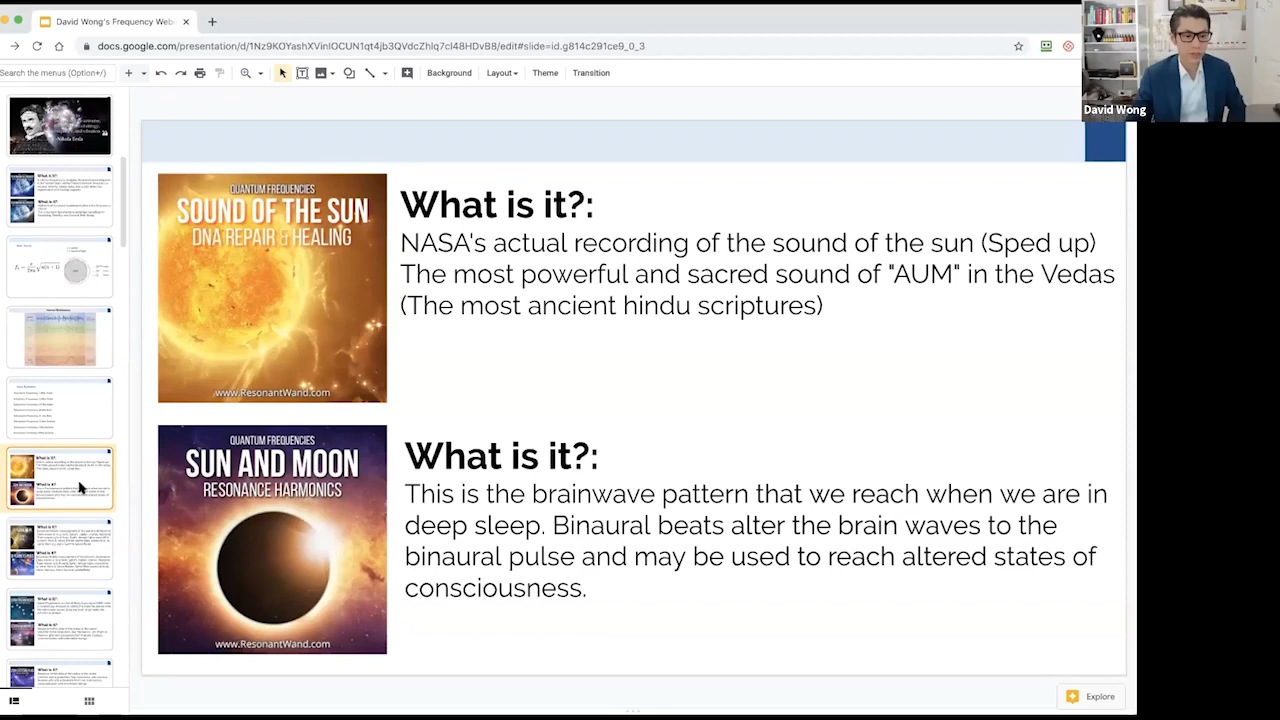 David Wong's Frequency Web
docs.google.com/presentation/d/
edit#slide=id.g814c291ce9_0_3
Search the menus (Option+/)
Background
Layout
Theme
Transition
David Wong
QUANTUM FREQUENCIES
SOUND OF THE SUN
DNA REPAIR & HEALING
www.ResonantWand.com
What is it?:
NASA's actual recording of the sound of the sun (Sped up)
The most powerful and sacred sound of "AUM" in the Vedas
(The most ancient hindu scriptures)
QUANTUM FREQUENCIES
SUN AND MOON
RESONANCE HARMONICS
www.ResonantWand.com
What is it?:
This is the brainwave pattern that we reach when we are in
deep sleep. Binaural beats shift the brain waves to the
binaural pulse and may be used to reach altered states of
consciousness.
Explore